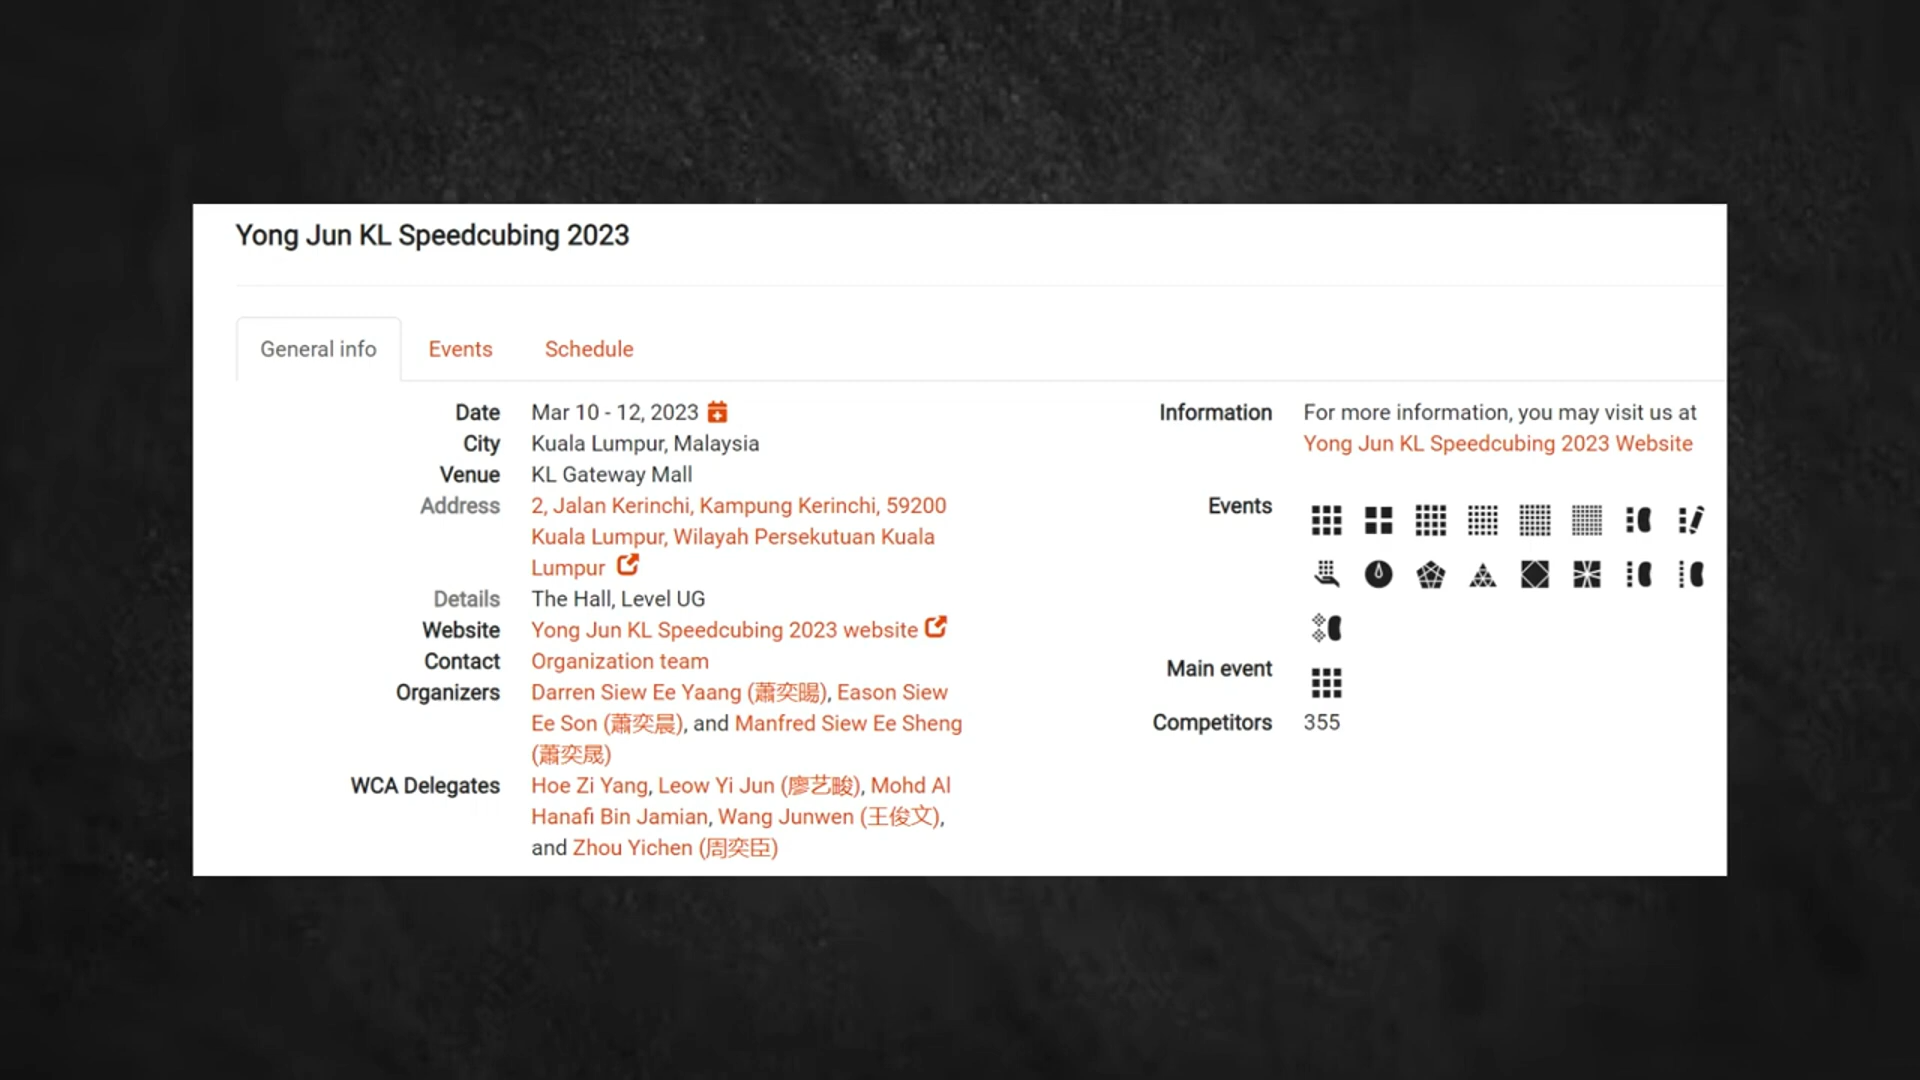 Yong Jun KL Speedcubing 2023
General info
Events
Schedule
Date
Mar 10 - 12, 2023
City
Kuala Lumpur, Malaysia
Venue
KL Gateway Mall
Address
2, Jalan Kerinchi, Kampung Kerinchi, 59200
Kuala Lumpur, Wilayah Persekutuan Kuala
Lumpur
Details
The Hall, Level UG
Website
Yong Jun KL Speedcubing 2023 website
Contact
Organization team
Organizers
Darren Siew Ee Yaang (蕭奕暘), Eason Siew
Ee Son (蕭奕晨), and Manfred Siew Ee Sheng
(蕭奕晟)
WCA Delegates
Hoe Zi Yang, Leow Yi Jun (廖艺畯), Mohd Al
Hanafi Bin Jamian, Wang Junwen (王俊文),
and Zhou Yichen (周奕臣)
Information
For more information, you may visit us at
Yong Jun KL Speedcubing 2023 Website
Events
Main event
Competitors
355